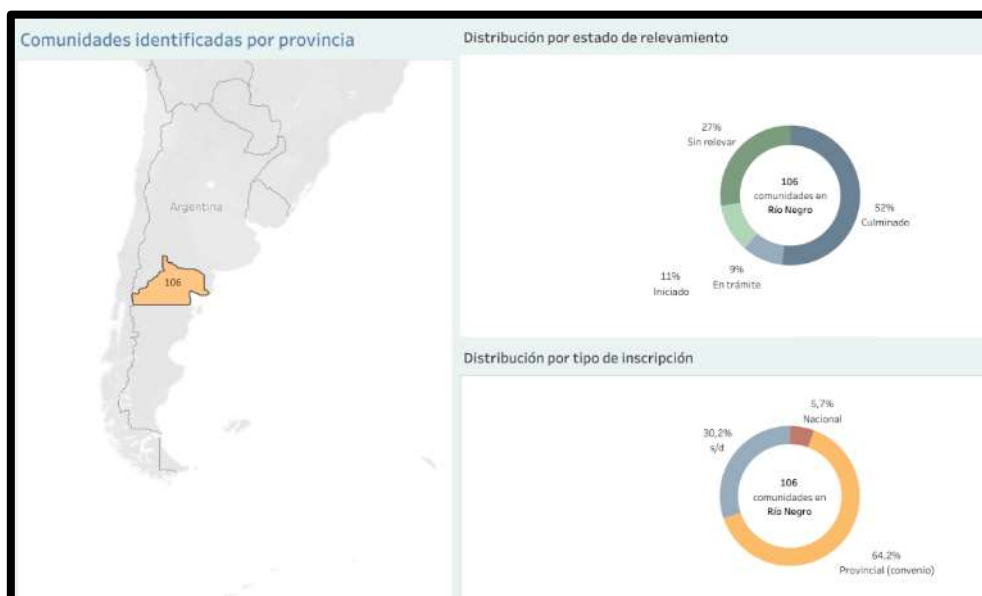 Comunidades identificadas por provincia
Argentina
106
Distribución por estado de relevamiento
27%
Sin relevar
106
comunidades en
Río Negro
52%
Culminado
11%
Iniciado
9%
En trámite
Distribución por tipo de inscripción
5,7%
Nacional
30,2%
s/d
106
comunidades en
Río Negro
64,2%
Provincial (convenio)